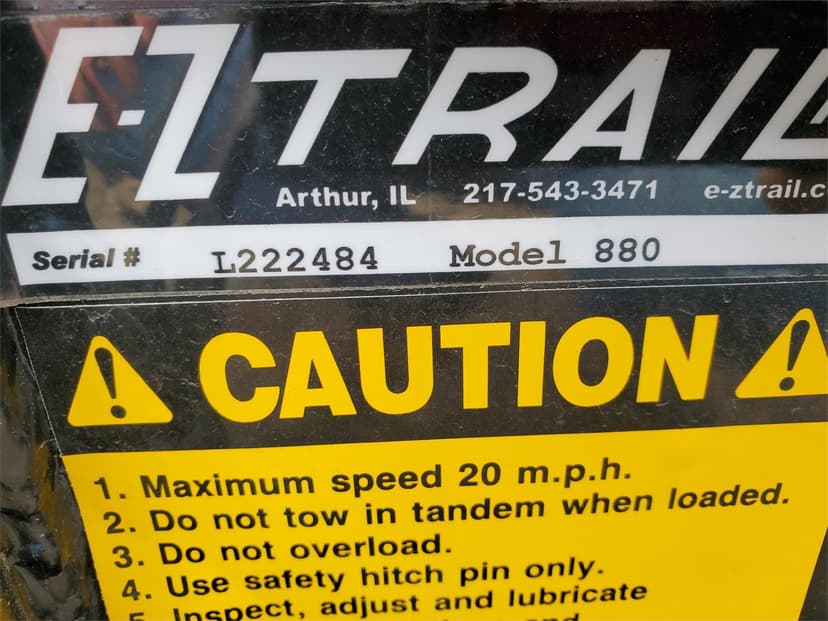 E-Z TRAIL
Arthur, IL 217-543-3471 e-ztrail.c
Serial # L222484 Model 880
CAUTION
1. Maximum speed 20 m.p.h.
2. Do not tow in tandem when loaded.
3. Do not overload.
4. Use safety hitch pin only.
5. Inspect, adjust and lubricate